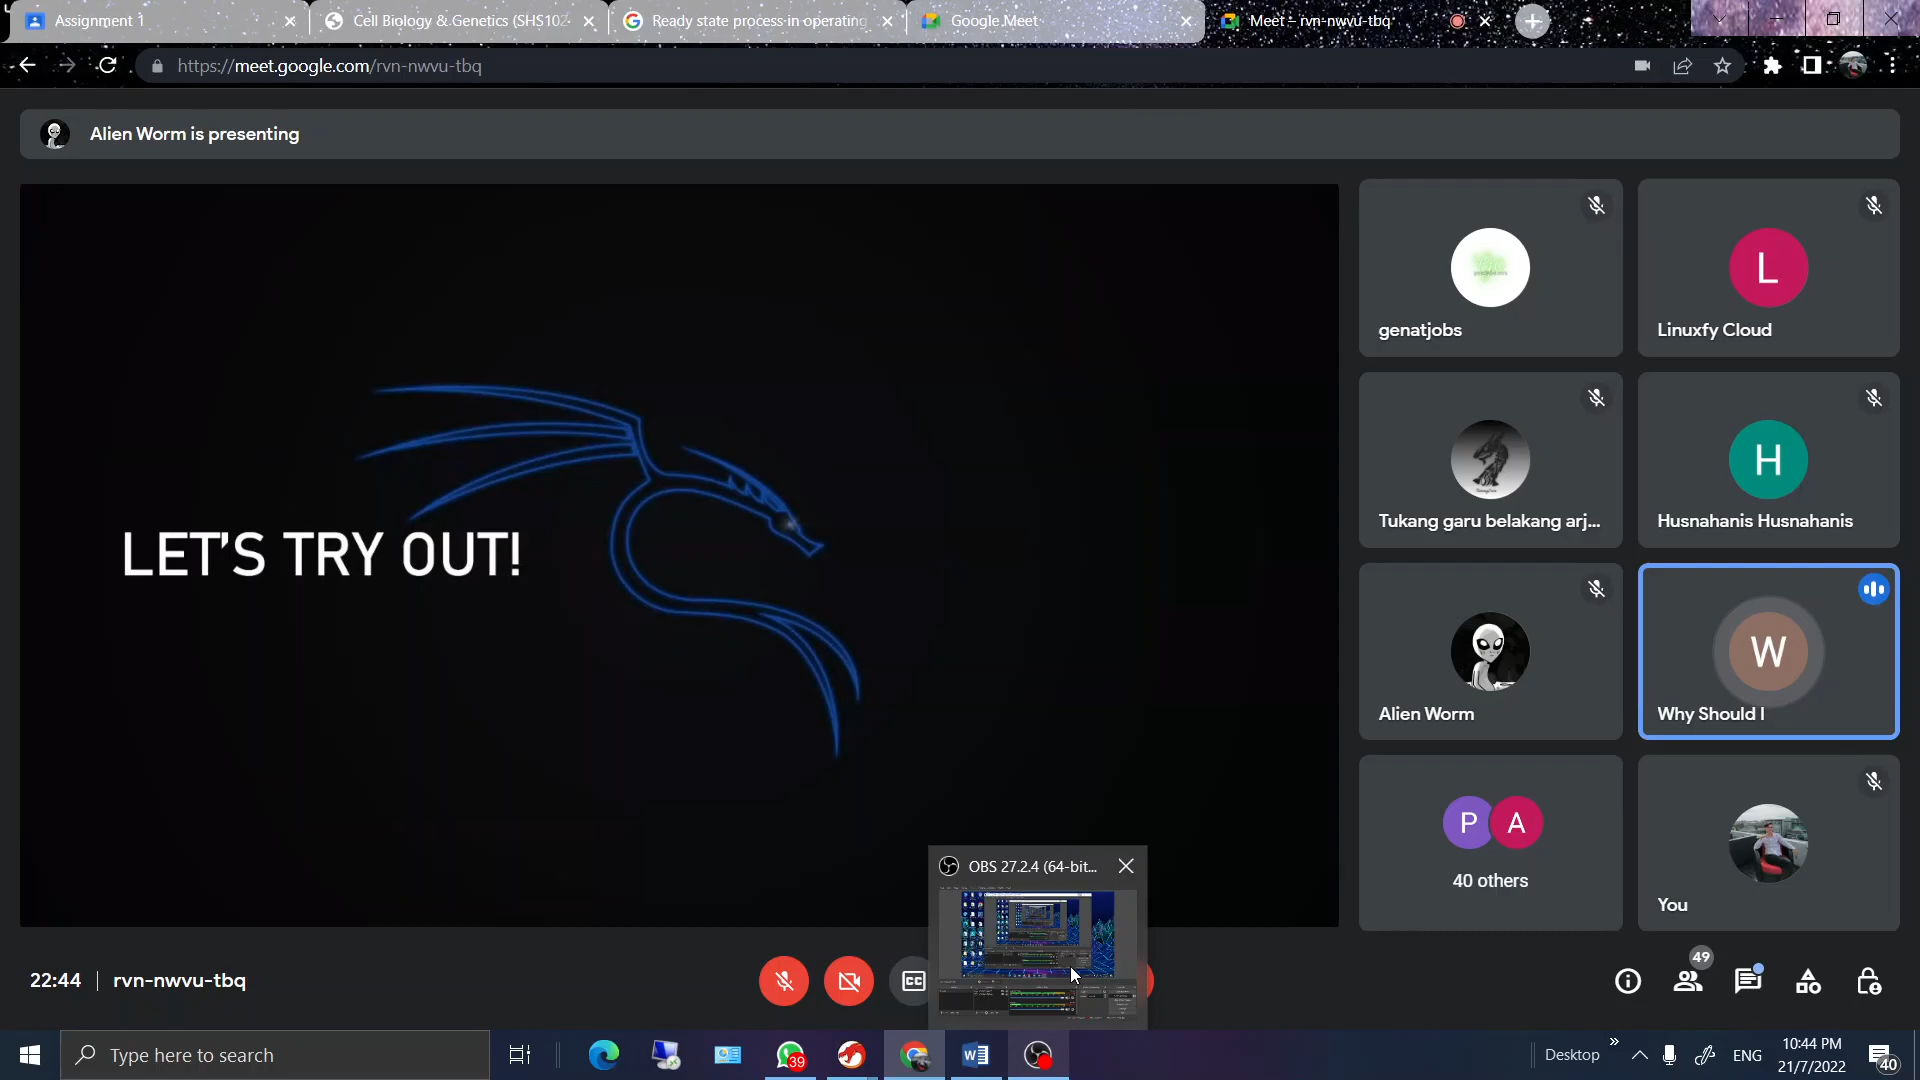 Assignment 1
Cell Biology & Genetics (SHS102
Ready state process in operating
Google Meet
Meet – rvn-nwvu-tbq
https://meet.google.com/rvn-nwvu-tbq
Alien Worm is presenting
LET'S TRY OUT!
genatjobs
L
Linuxfy Cloud
Tukang garu belakang arj...
H
Husnahanis Husnahanis
Alien Worm
W
Why Should I
P A
40 others
You
OBS 27.2.4 (64-bit...
22:44 | rvn-nwvu-tbq
CC
49
Type here to search
39
W
Desktop
ENG
10:44 PM
21/7/2022
40